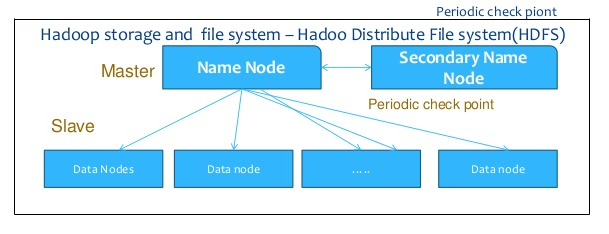 Periodic check piont
Hadoop storage and file system – Hadoo Distribute File system(HDFS)
Master
Name Node
Secondary Name
Node
Periodic check point
Slave
Data Nodes
Data node
.....
Data node